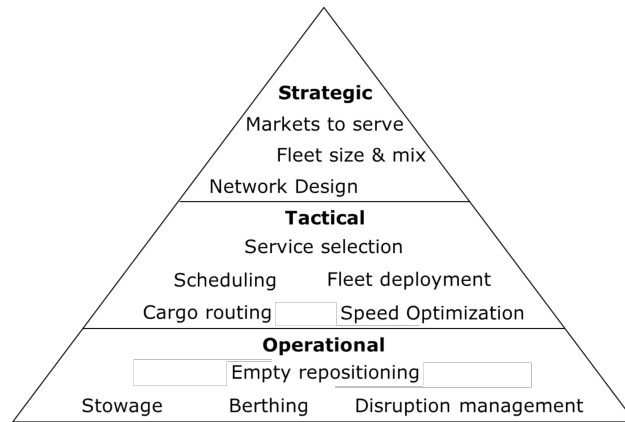 Strategic
Markets to serve
Fleet size & mix
Network Design
Tactical
Service selection
Scheduling Fleet deployment
Cargo routing Speed Optimization
Operational
Empty repositioning
Stowage Berthing Disruption management